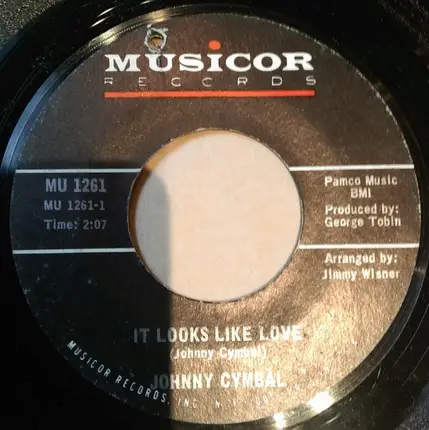 MUSICOR
RECORDS
MU 1261
MU 1261-1
Time: 2:07
Pamco Music
BMI
Produced by:
George Tobin
Arranged by:
Jimmy Wisner
IT LOOKS LIKE LOVE
(Johnny Cymbal)
JOHNNY CYMBAL
MUSICOR RECORDS, INC. N.Y.